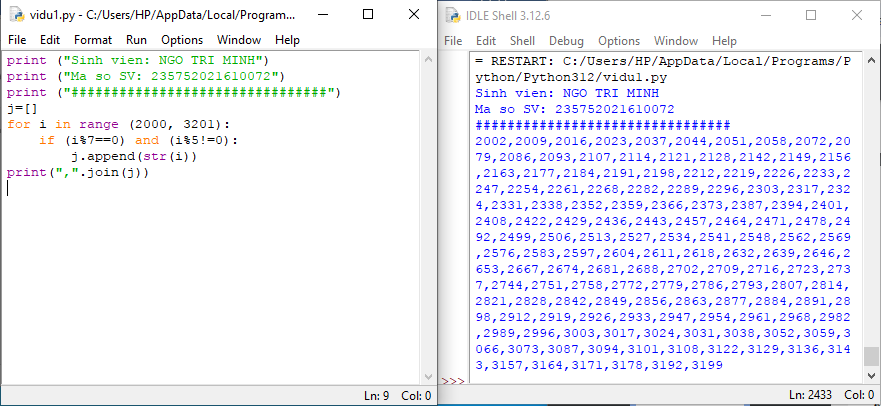 vidu1.py - C:/Users/HP/AppData/Local/Program...
File Edit Format Run Options Window Help
print ("Sinh vien: NGO TRI MINH")
print ("Ma so SV: 235752021610072")
print ("################################")
j=[]
for i in range (2000, 3201):
    if (i%7==0) and (i%5!=0):
        j.append(str(i))
print(",".join(j))
Ln: 9 Col: 0
IDLE Shell 3.12.6
File Edit Shell Debug Options Window Help
= RESTART: C:/Users/HP/AppData/Local/Programs/P
ython/Python312/vidu1.py
Sinh vien: NGO TRI MINH
Ma so SV: 235752021610072
################################
2002,2009,2016,2023,2037,2044,2051,2058,2072,20
79,2086,2093,2107,2114,2121,2128,2142,2149,2156
,2163,2177,2184,2191,2198,2212,2219,2226,2233,2
247,2254,2261,2268,2282,2289,2296,2303,2317,232
4,2331,2338,2352,2359,2366,2373,2387,2394,2401,
2408,2422,2429,2436,2443,2457,2464,2471,2478,24
92,2499,2506,2513,2527,2534,2541,2548,2562,2569
,2576,2583,2597,2604,2611,2618,2632,2639,2646,2
653,2667,2674,2681,2688,2702,2709,2716,2723,273
7,2744,2751,2758,2772,2779,2786,2793,2807,2814,
2821,2828,2842,2849,2856,2863,2877,2884,2891,28
98,2912,2919,2926,2933,2947,2954,2961,2968,2982
,2989,2996,3003,3017,3024,3031,3038,3052,3059,3
066,3073,3087,3094,3101,3108,3122,3129,3136,314
3,3157,3164,3171,3178,3192,3199
>>>
Ln: 2433 Col: 0